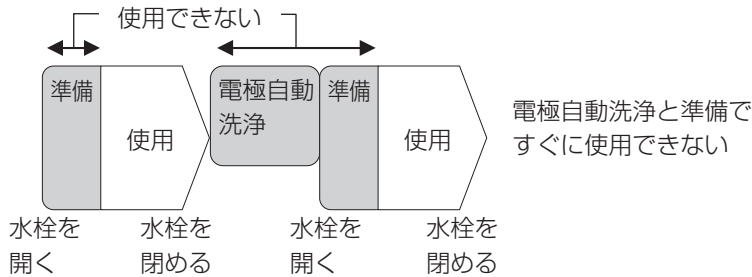 使用できない
準備
使用
電極自動
洗浄
準備
使用
電極自動洗浄と準備で
すぐに使用できない
水栓を
開く
水栓を
閉める
水栓を
開く
水栓を
閉める